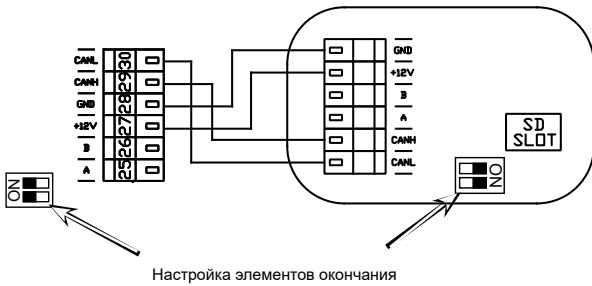 CANL 30
CANH 29
GND 28
+12V 27
B 26
A 25
GND
+12V
B
A
CANH
CANL
SD
SLOT
ON
ON
Настройка элементов окончания